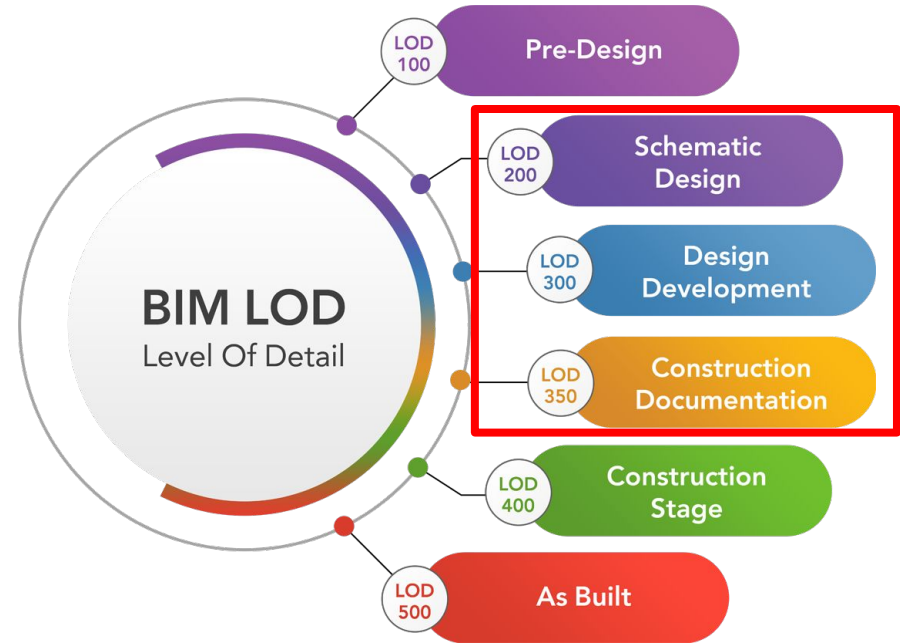 LOD
100
Pre-Design
LOD
200
Schematic
Design
LOD
300
Design
Development
BIM LOD
Level Of Detail
LOD
350
Construction
Documentation
LOD
400
Construction
Stage
LOD
500
As Built